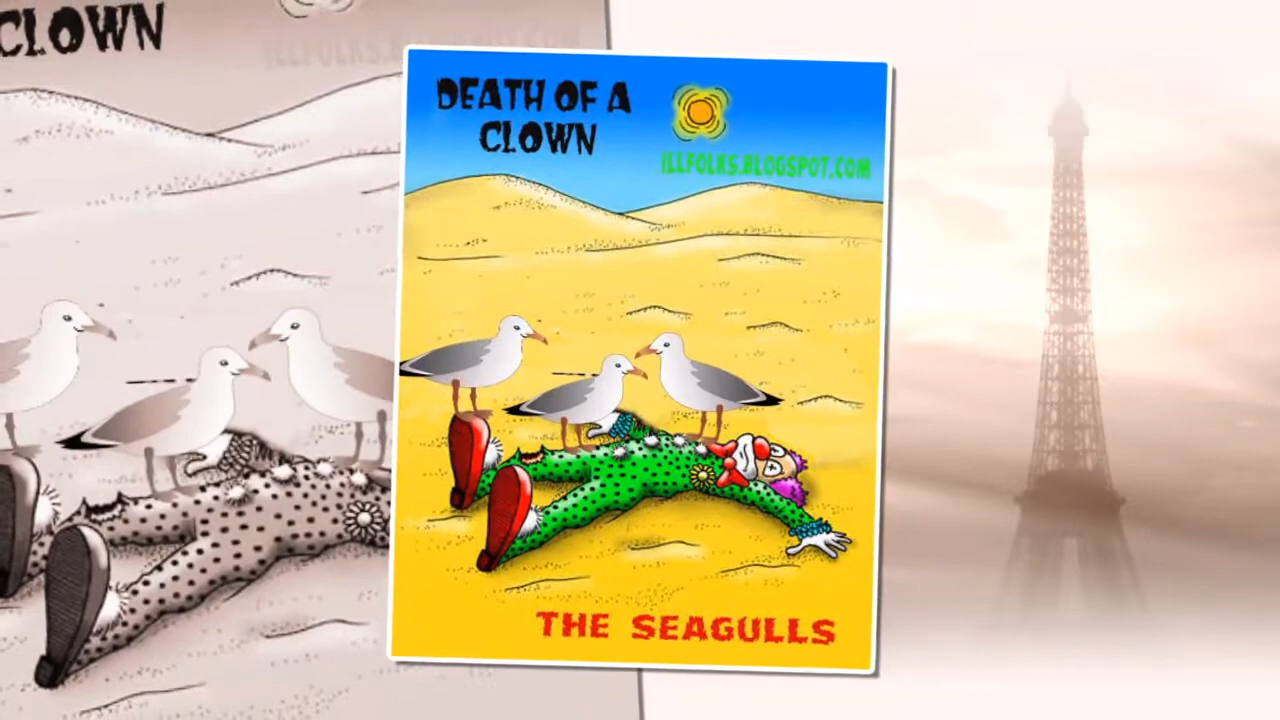 CLOWN
DEATH OF A
CLOWN
ILLFOLKS.BLOGSPOT.COM
THE SEAGULLS